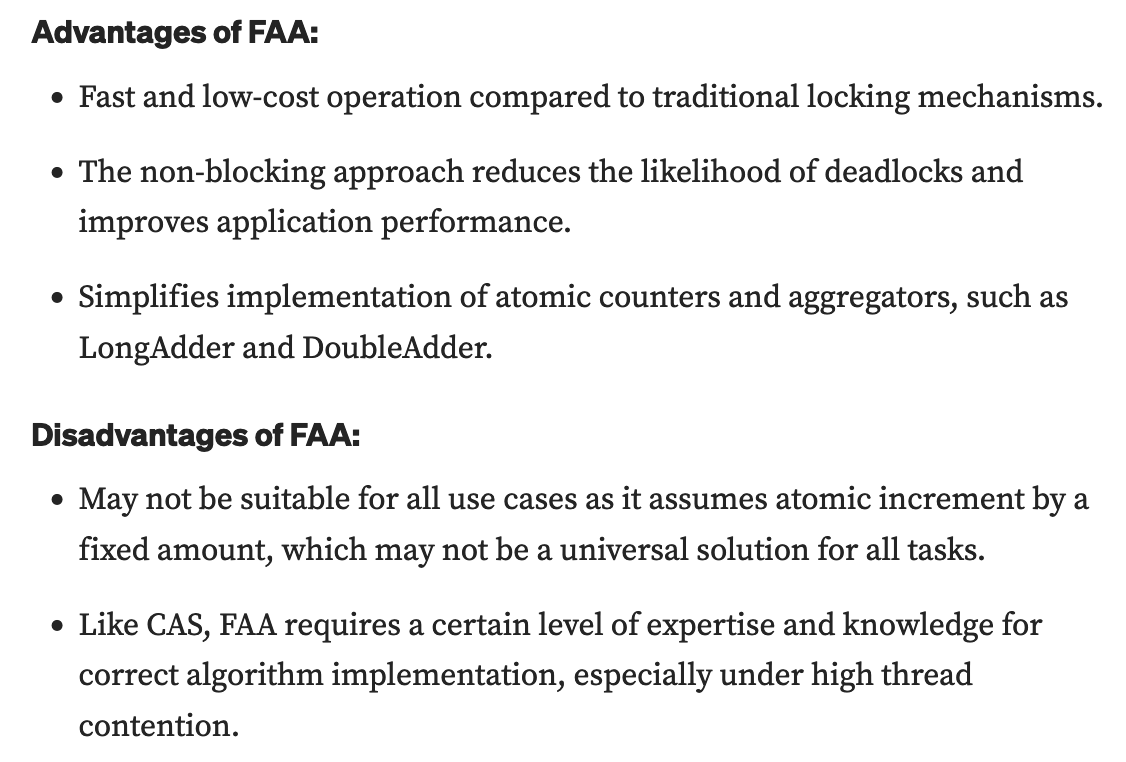 Advantages of FAA:
• Fast and low-cost operation compared to traditional locking mechanisms.
• The non-blocking approach reduces the likelihood of deadlocks and
improves application performance.
• Simplifies implementation of atomic counters and aggregators, such as
LongAdder and DoubleAdder.
Disadvantages of FAA:
• May not be suitable for all use cases as it assumes atomic increment by a
fixed amount, which may not be a universal solution for all tasks.
• Like CAS, FAA requires a certain level of expertise and knowledge for
correct algorithm implementation, especially under high thread
contention.